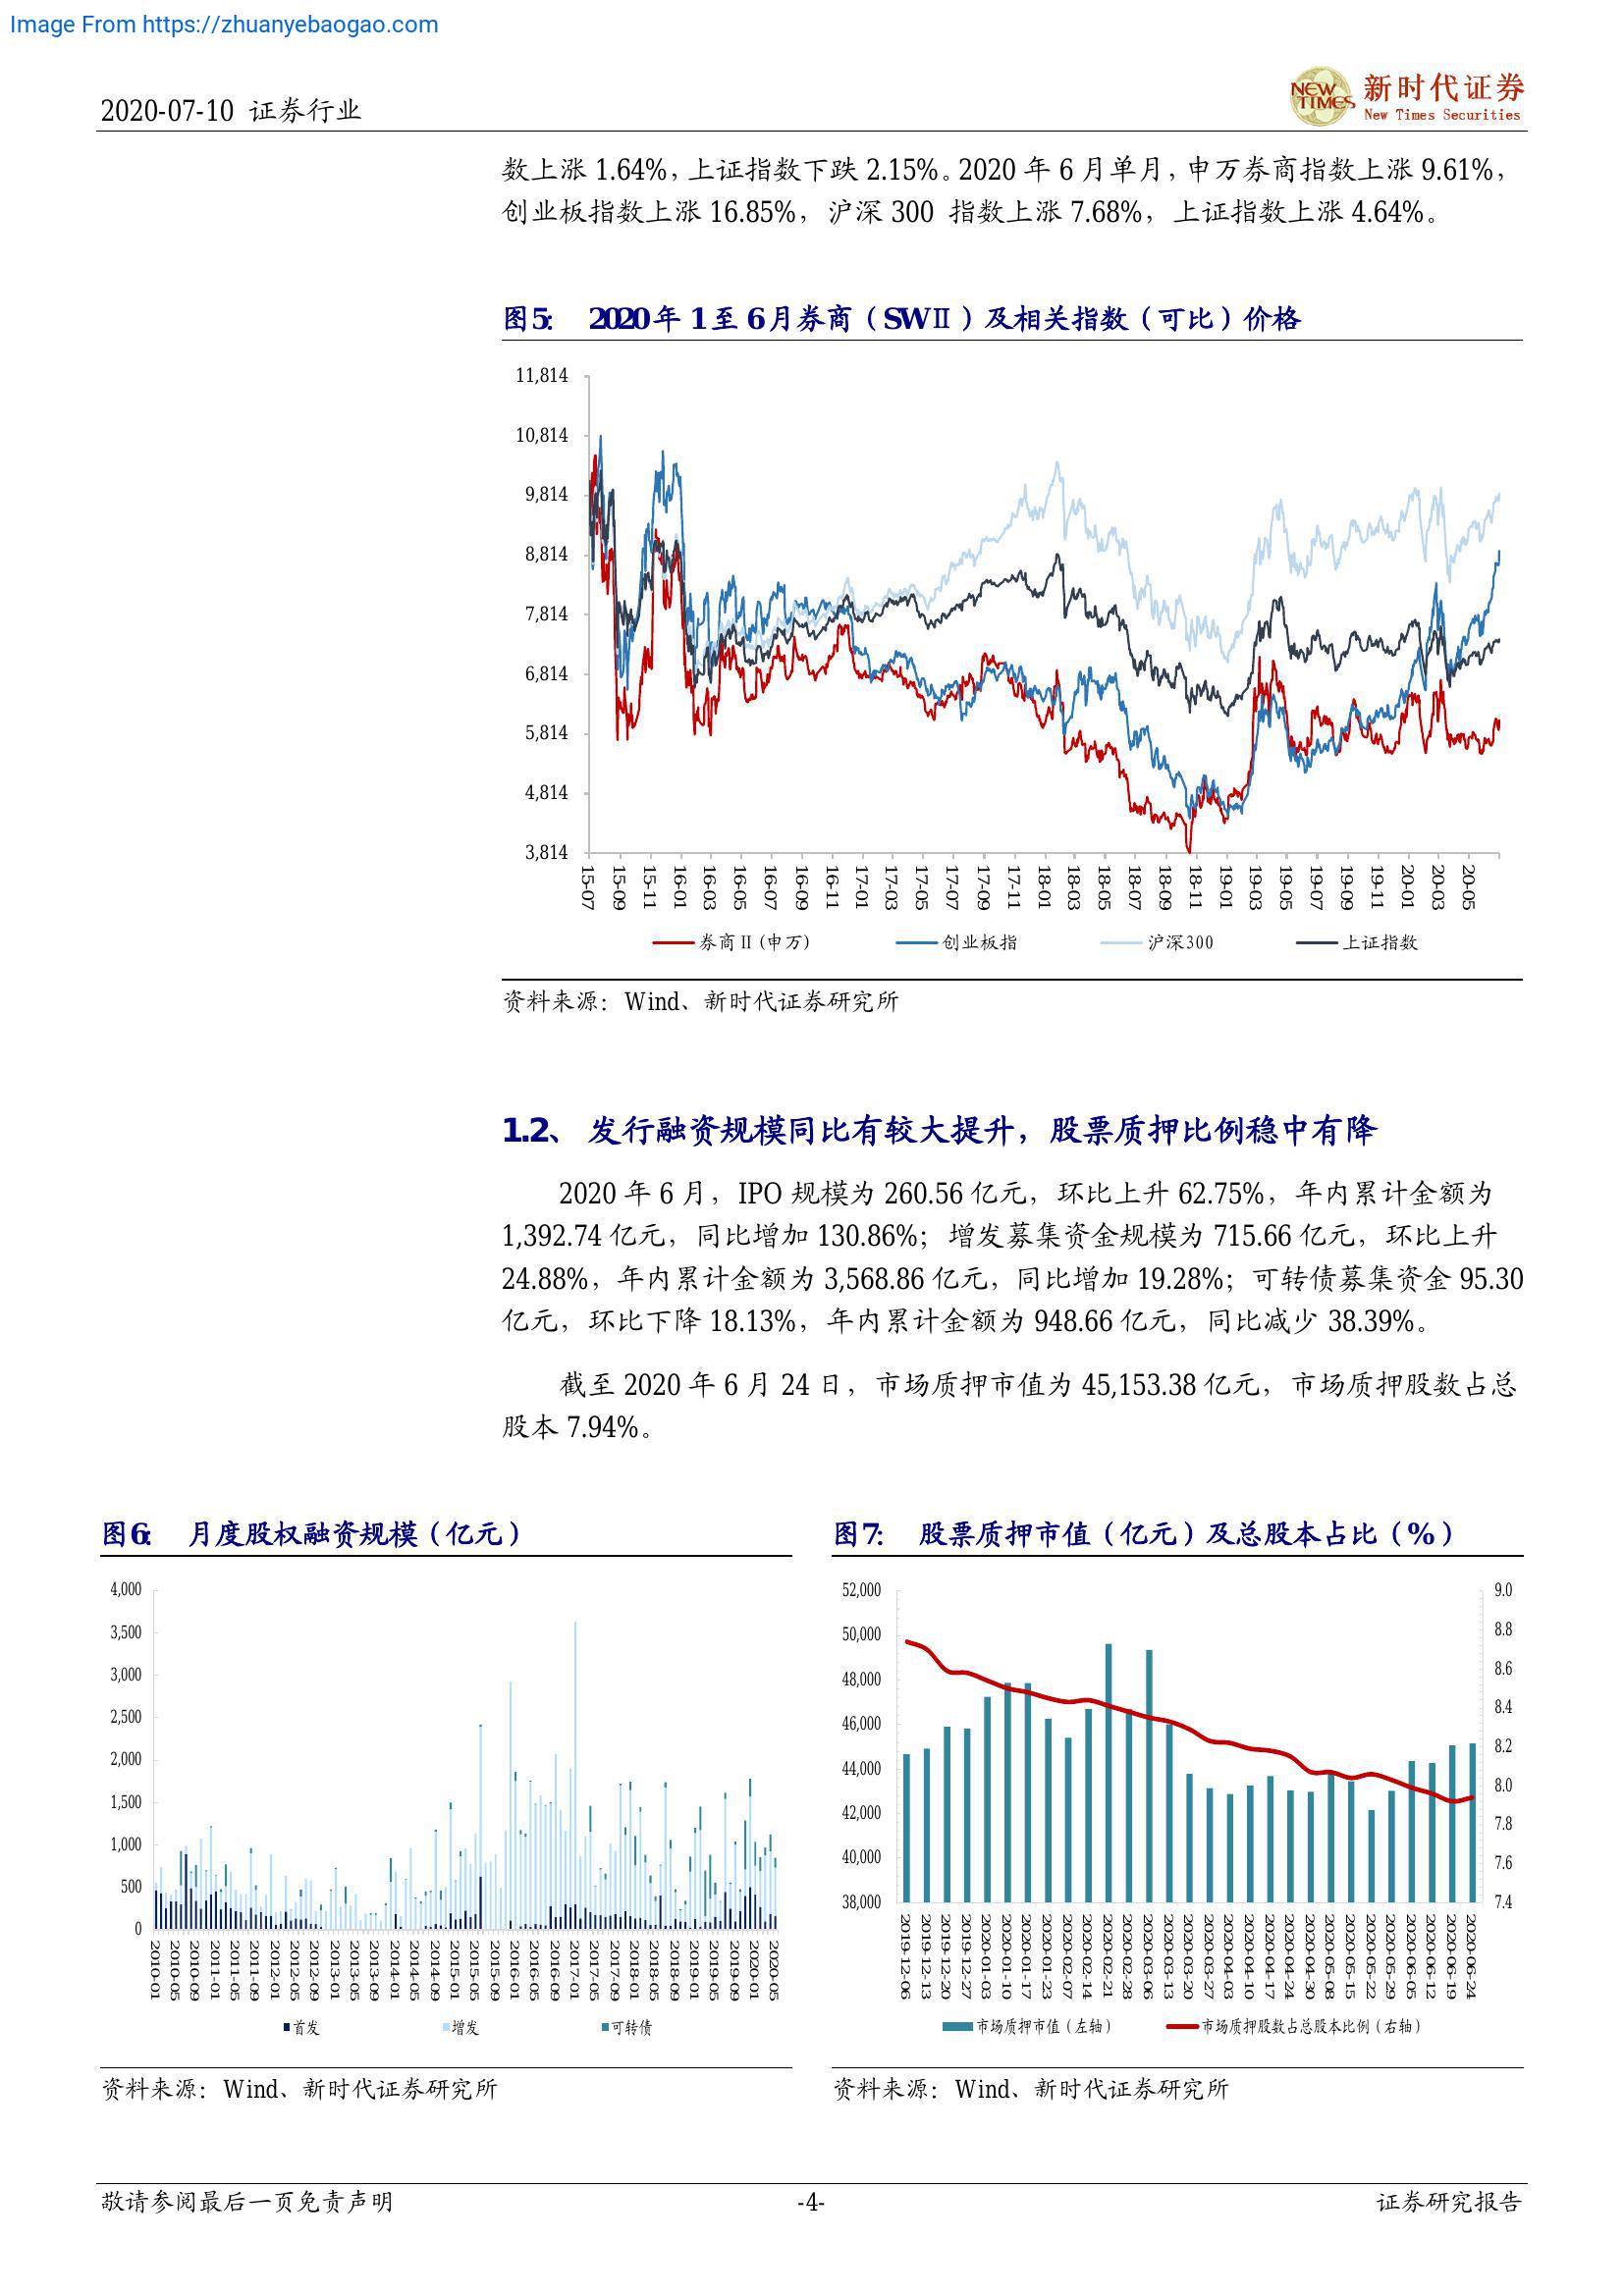 Image From https://zhuanyebaogao.com
2020-07-10 证券行业
NEW TIMES
新时代证券
New Times Securities
数上涨 1.64%，上证指数下跌 2.15%。2020 年 6 月单月，申万券商指数上涨 9.61%，
创业板指数上涨 16.85%，沪深 300 指数上涨 7.68%，上证指数上涨 4.64%。
图5： 2020年 1至 6月券商（SWⅡ）及相关指数（可比）价格
11,814
10,814
9,814
8,814
7,814
6,814
5,814
4,814
3,814
15-07 15-09 15-11 16-01 16-03 16-05 16-07 16-09 16-11 17-01 17-03 17-05 17-07 17-09 17-11 18-01 18-03 18-05 18-07 18-09 18-11 19-01 19-03 19-05 19-07 19-09 19-11 20-01 20-03 20-05
券商Ⅱ(申万) 创业板指 沪深300 上证指数
资料来源：Wind、新时代证券研究所
1.2、 发行融资规模同比有较大提升，股票质押比例稳中有降
2020 年 6 月，IPO 规模为 260.56 亿元，环比上升 62.75%，年内累计金额为
1,392.74 亿元，同比增加 130.86%；增发募集资金规模为 715.66 亿元，环比上升
24.88%，年内累计金额为 3,568.86 亿元，同比增加 19.28%；可转债募集资金 95.30
亿元，环比下降 18.13%，年内累计金额为 948.66 亿元，同比减少 38.39%。
截至 2020 年 6 月 24 日，市场质押市值为 45,153.38 亿元，市场质押股数占总
股本 7.94%。
图6： 月度股权融资规模（亿元）
4,000
3,500
3,000
2,500
2,000
1,500
1,000
500
0
2010-01 2010-05 2010-09 2011-01 2011-05 2011-09 2012-01 2012-05 2012-09 2013-01 2013-05 2013-09 2014-01 2014-05 2014-09 2015-01 2015-05 2015-09 2016-01 2016-05 2016-09 2017-01 2017-05 2017-09 2018-01 2018-05 2018-09 2019-01 2019-05 2019-09 2020-01 2020-05
首发 增发 可转债
资料来源：Wind、新时代证券研究所
图7： 股票质押市值（亿元）及总股本占比（%）
52,000
50,000
48,000
46,000
44,000
42,000
40,000
38,000
9.0
8.8
8.6
8.4
8.2
8.0
7.8
7.6
7.4
2019-12-06 2019-12-13 2019-12-20 2019-12-27 2020-01-03 2020-01-10 2020-01-17 2020-01-23 2020-02-07 2020-02-14 2020-02-21 2020-02-28 2020-03-06 2020-03-13 2020-03-20 2020-03-27 2020-04-03 2020-04-10 2020-04-17 2020-04-24 2020-04-30 2020-05-08 2020-05-15 2020-05-22 2020-05-29 2020-06-05 2020-06-12 2020-06-19 2020-06-24
市场质押市值（左轴） 市场质押股数占总股本比例（右轴）
资料来源：Wind、新时代证券研究所
敬请参阅最后一页免责声明
-4-
证券研究报告